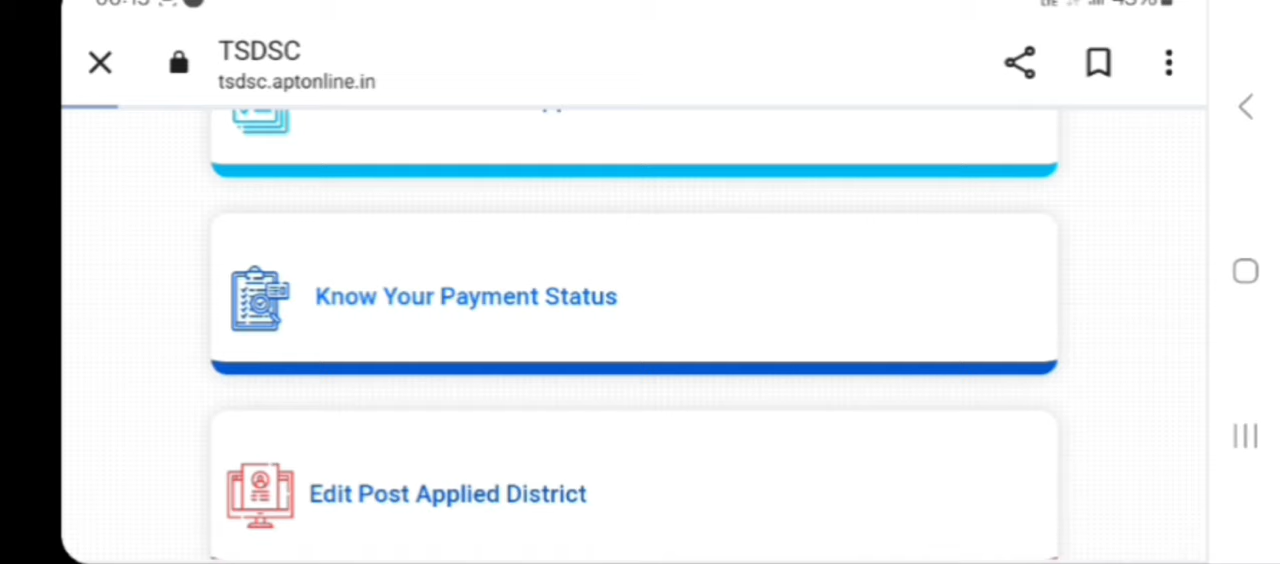 TSDSC
tsdsc.aptonline.in
Know Your Payment Status
Edit Post Applied District